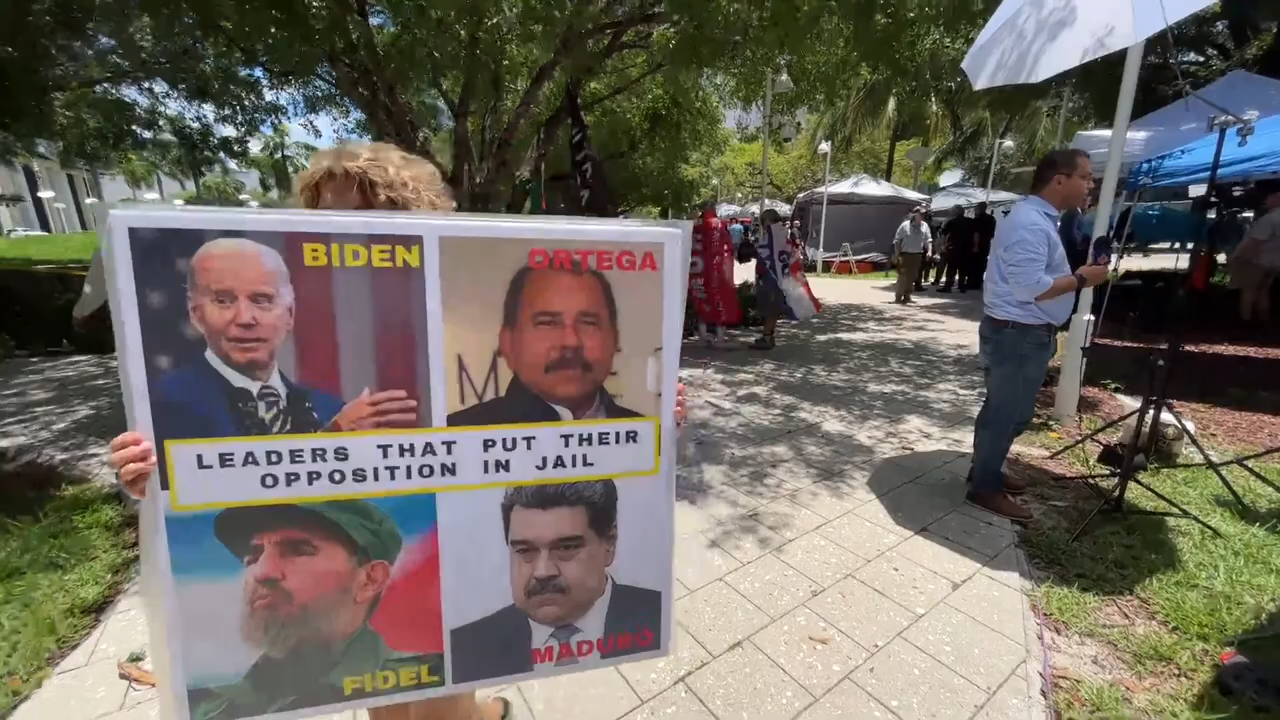 BIDEN
ORTEGA
LEADERS THAT PUT THEIR
OPPOSITION IN JAIL
FIDEL
MADURO